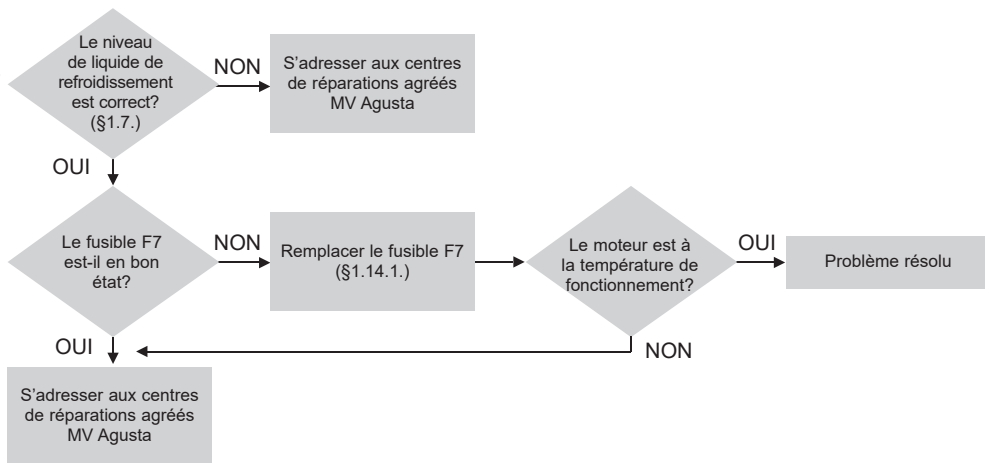 Le niveau
de liquide de
refroidissement
est correct?
(§1.7.)
NON
S’adresser aux centres
de réparations agréés
MV Agusta
OUI
Le fusible F7
est-il en bon
état?
NON
Remplacer le fusible F7
(§1.14.1.)
Le moteur est à
la température de
fonctionnement?
OUI
Problème résolu
OUI
NON
S’adresser aux centres
de réparations agréés
MV Agusta